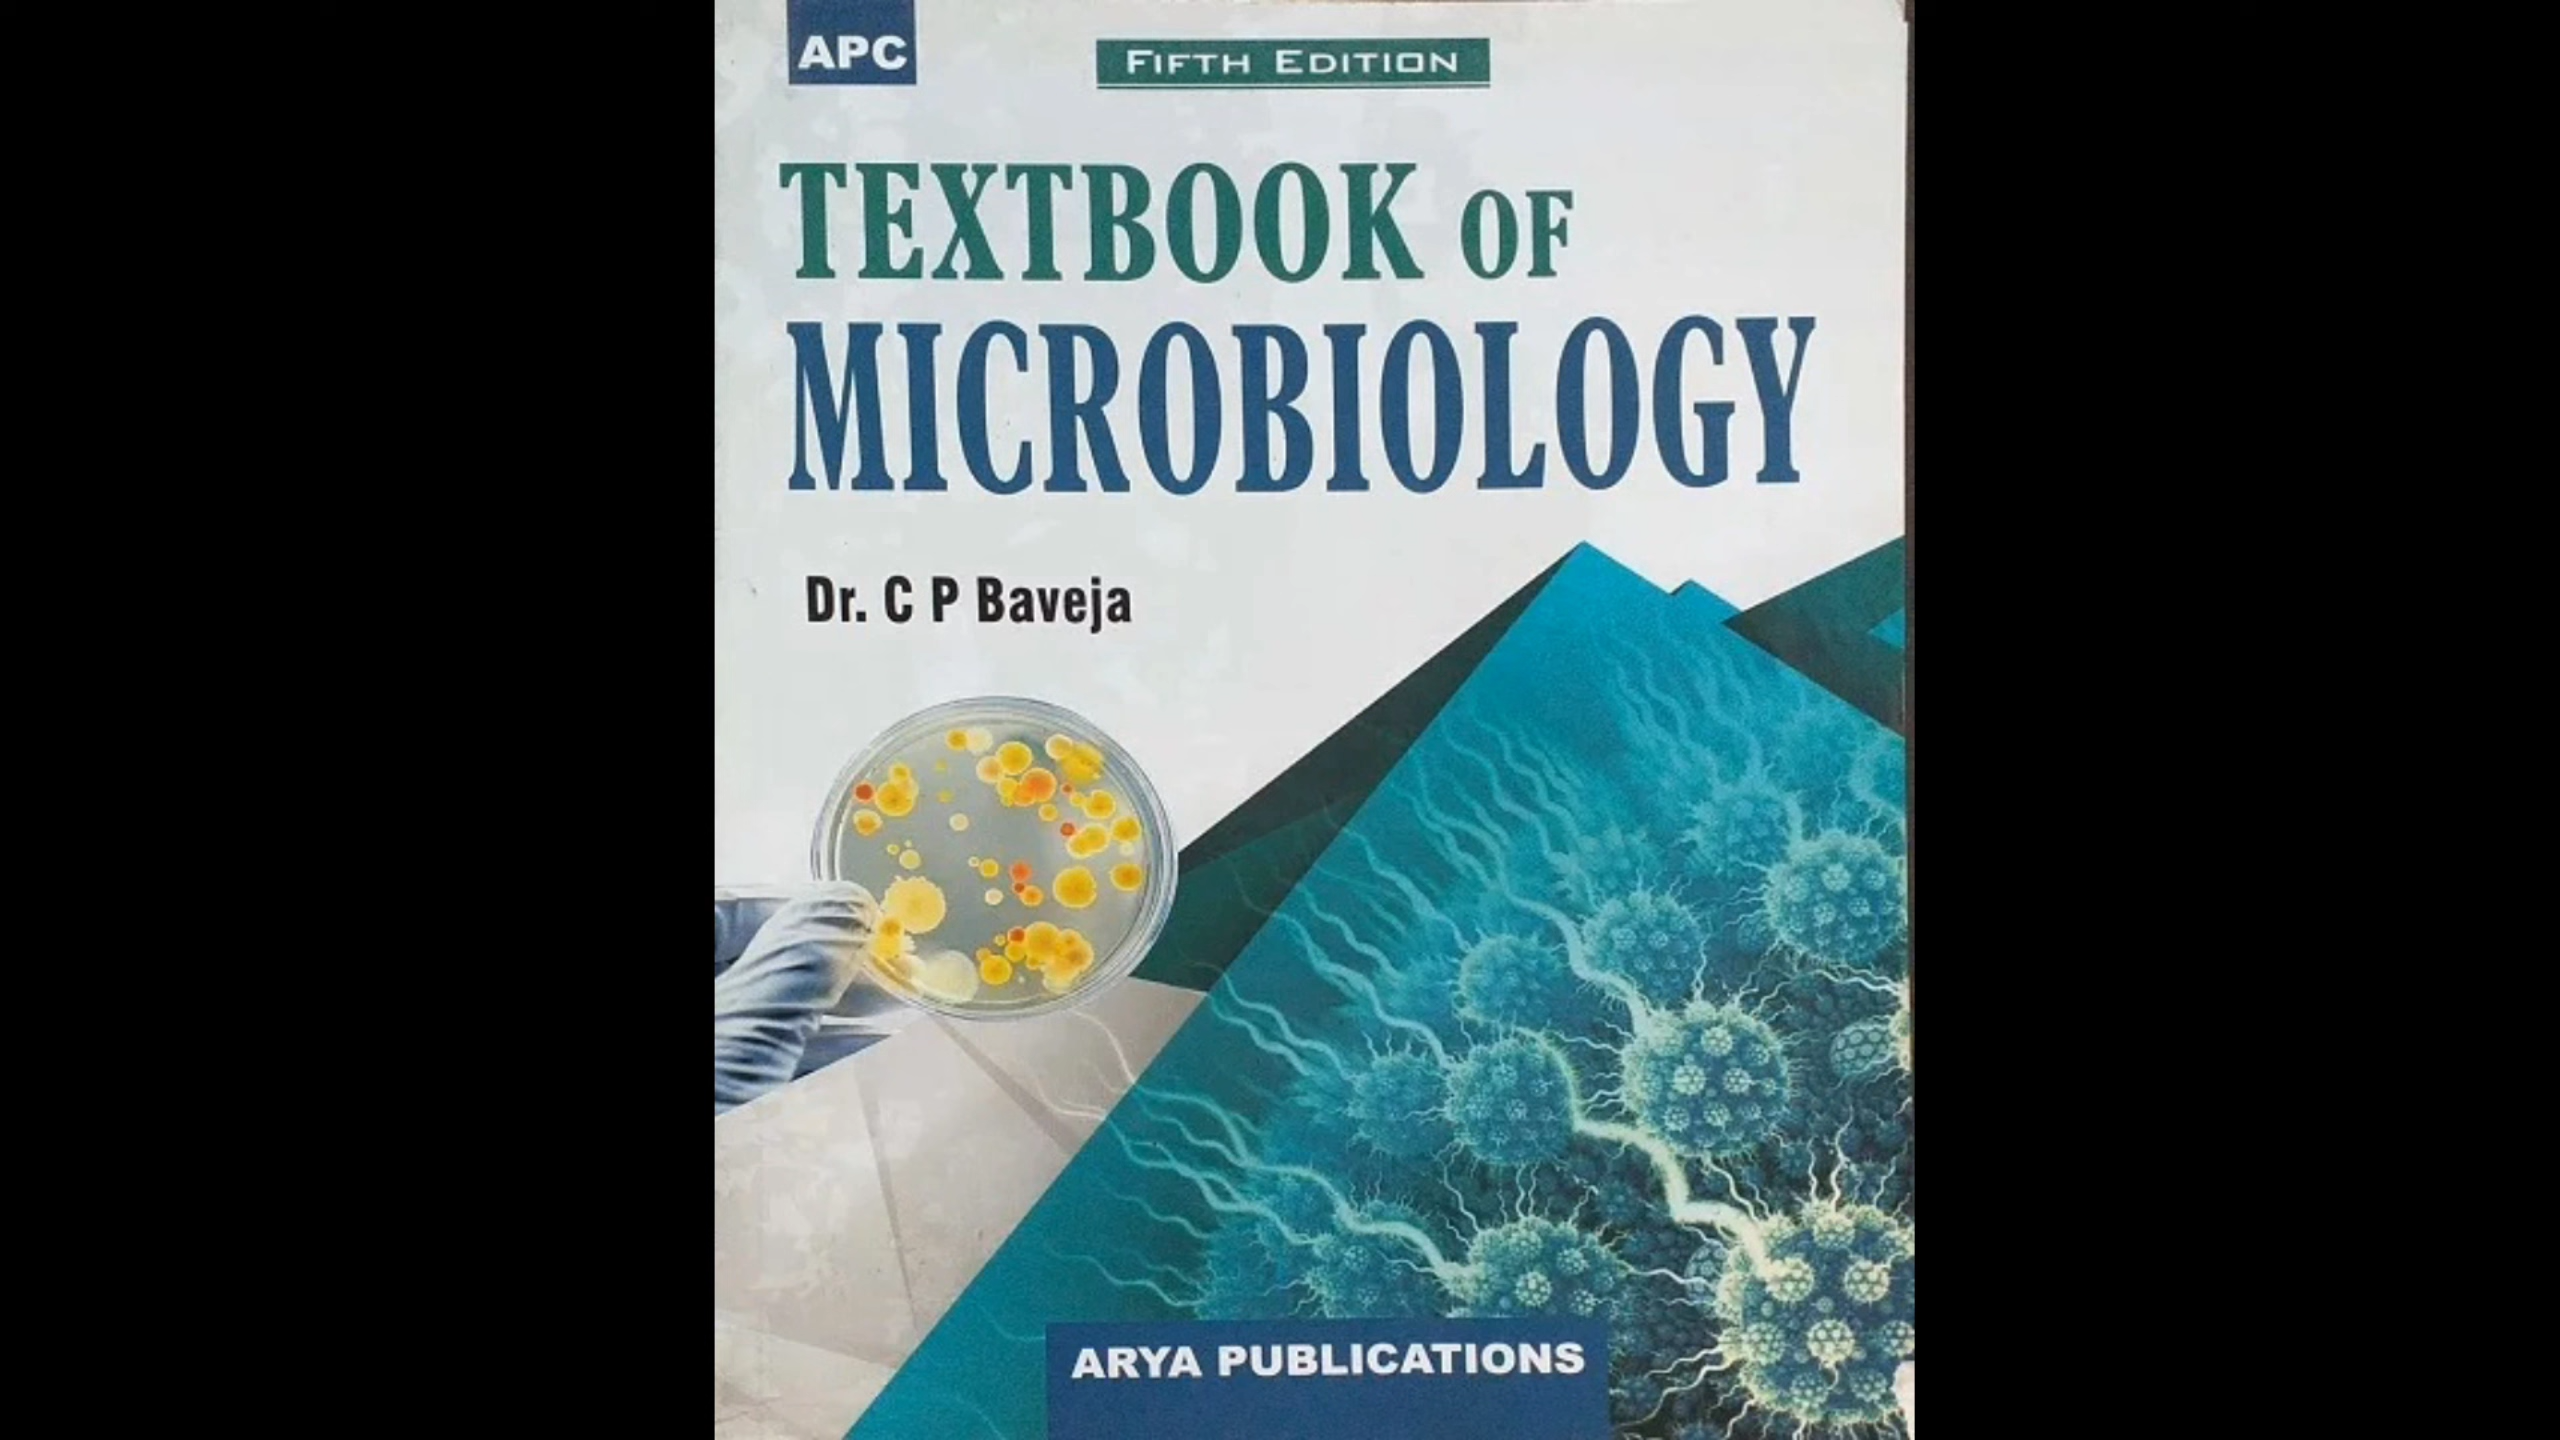 APC
FIFTH EDITION
TEXTBOOK OF
MICROBIOLOGY
Dr. C P Baveja
ARYA PUBLICATIONS